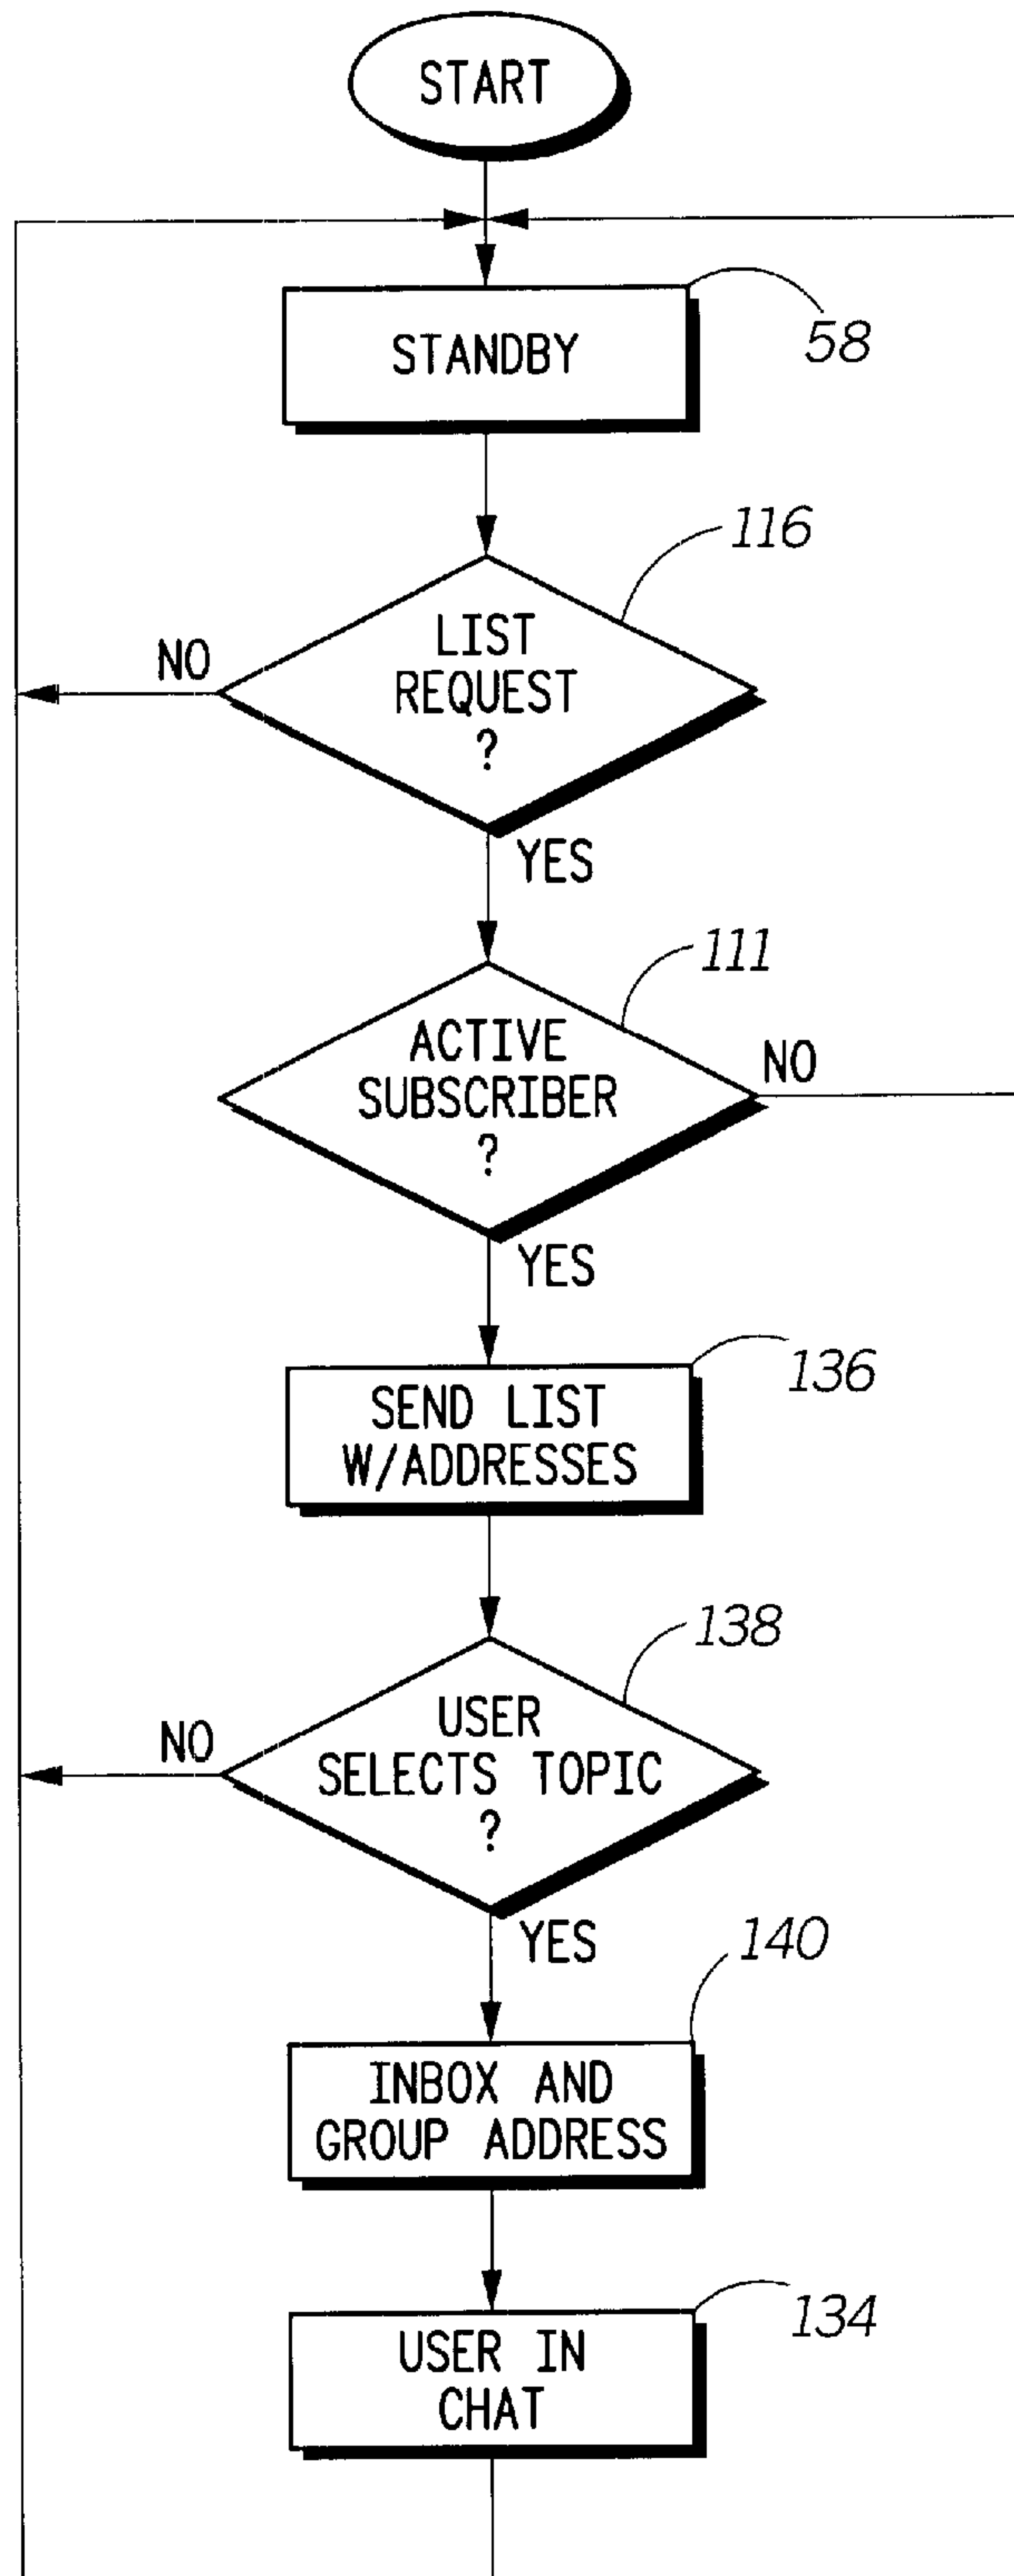 START
STANDBY
58
116
LIST
REQUEST
?
NO
YES
111
ACTIVE
SUBSCRIBER
?
NO
YES
136
SEND LIST
W/ADDRESSES
138
USER
SELECTS TOPIC
?
NO
YES
140
INBOX AND
GROUP ADDRESS
134
USER IN
CHAT